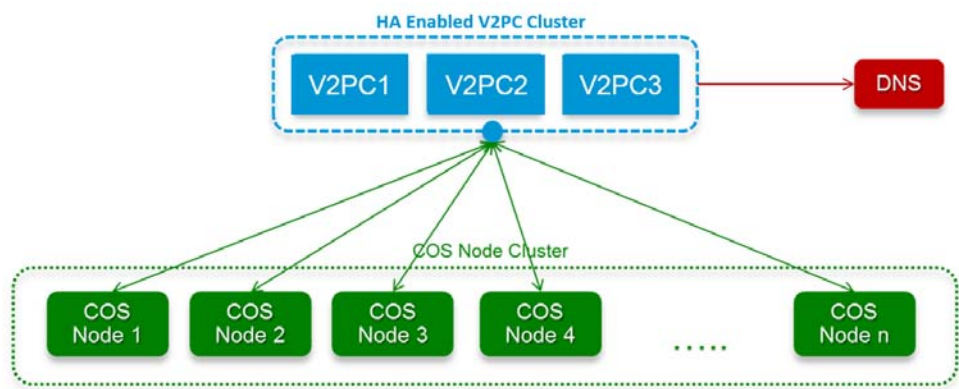 HA Enabled V2PC Cluster
V2PC1
V2PC2
V2PC3
DNS
COS Node Cluster
COS
Node 1
COS
Node 2
COS
Node 3
COS
Node 4
.....
COS
Node n